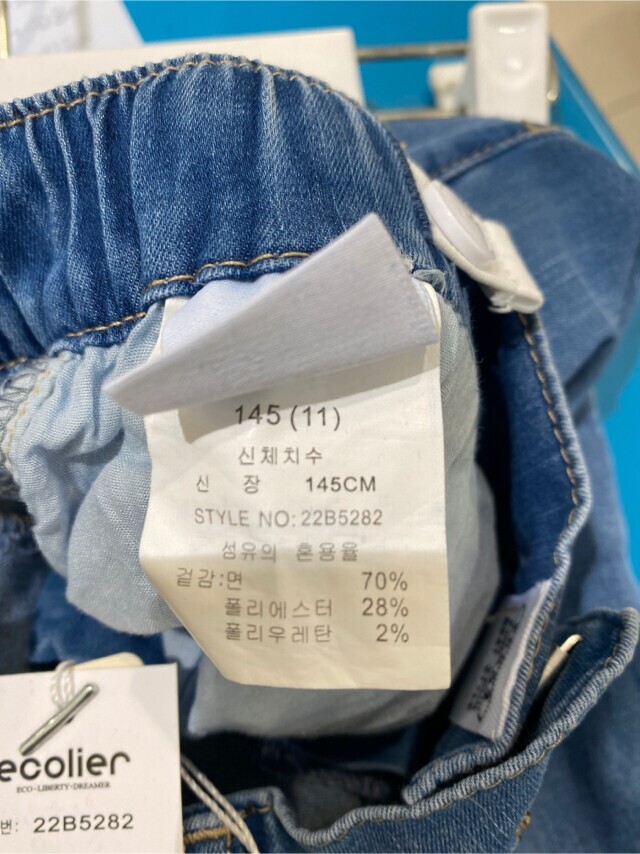 145 (11)
신체치수
신 장 145CM
STYLE NO: 22B5282
섬유의 혼용율
겉감:면 70%
폴리에스터 28%
폴리우레탄 2%
ecolier
ECO·LIBERTY·DREAMER
번: 22B5282